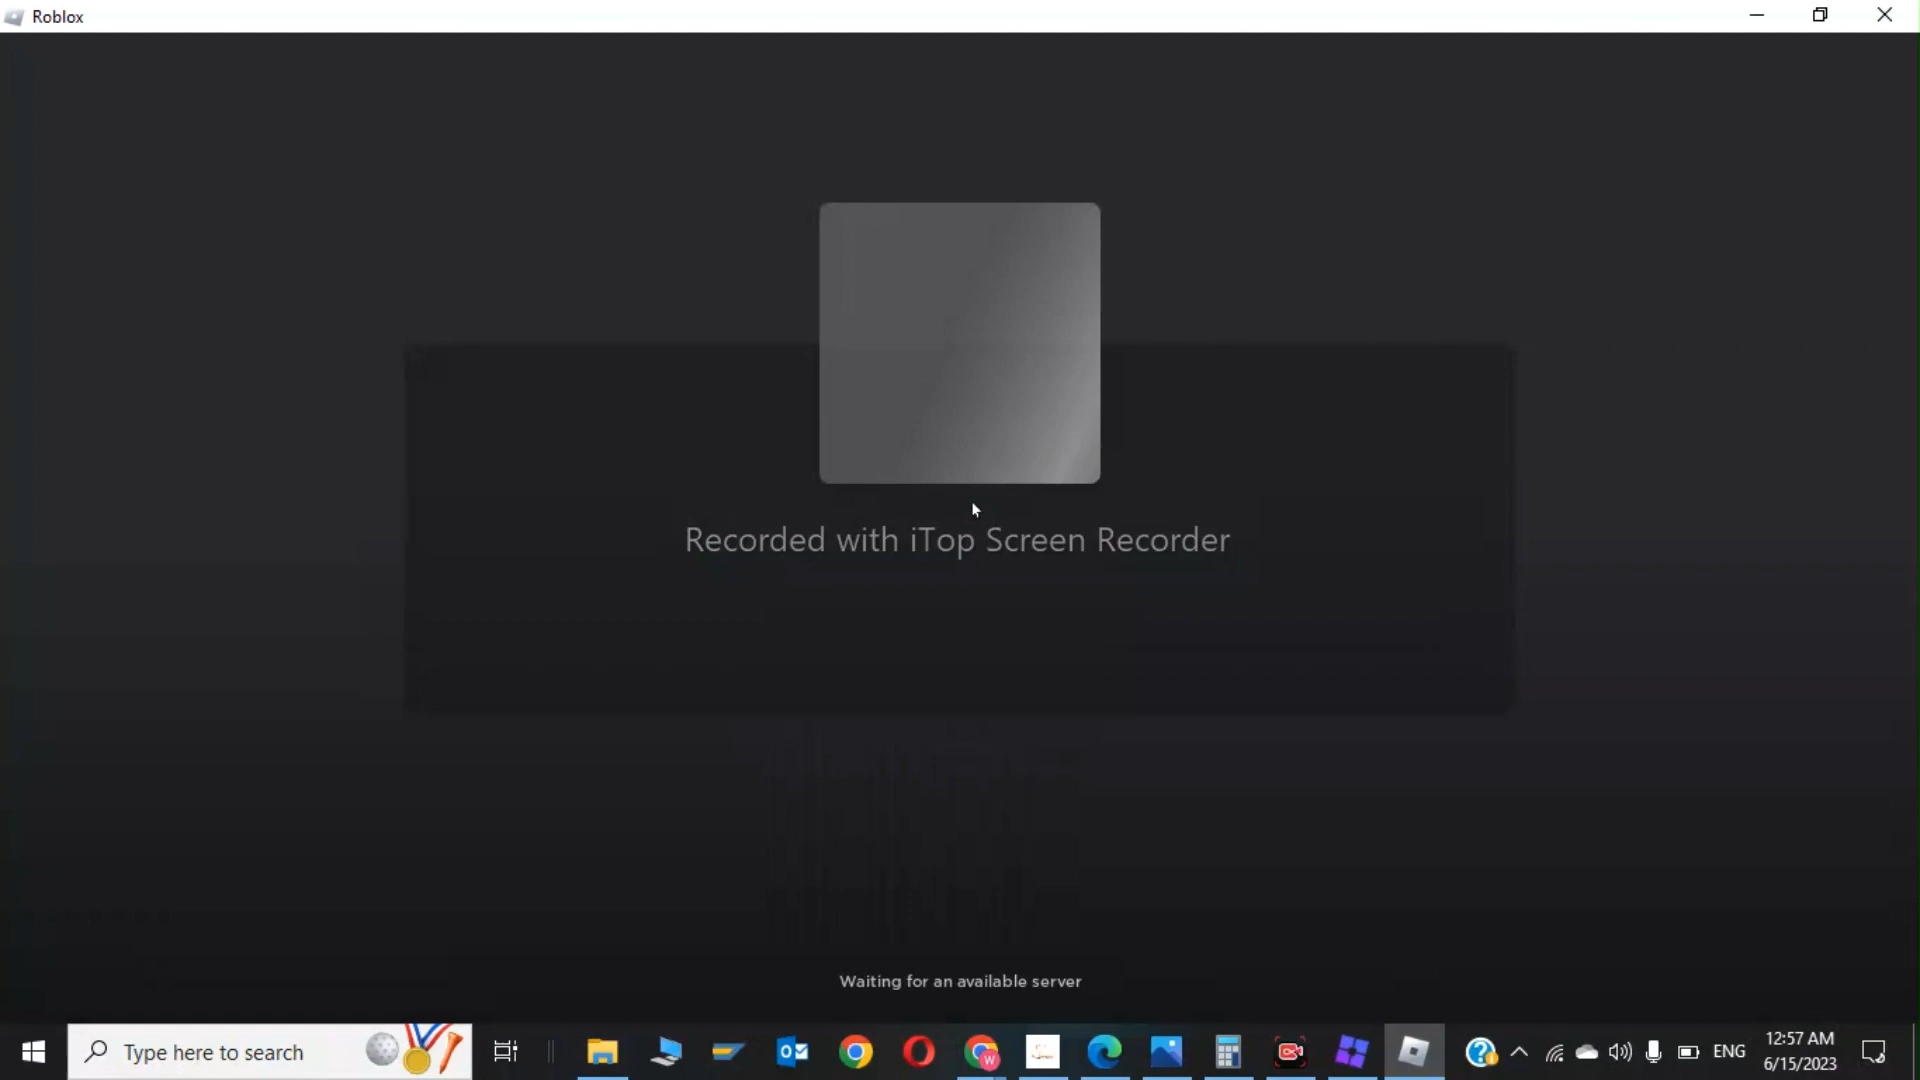 Roblox
Recorded with iTop Screen Recorder
Waiting for an available server
Type here to search
ENG
12:57 AM
6/15/2023